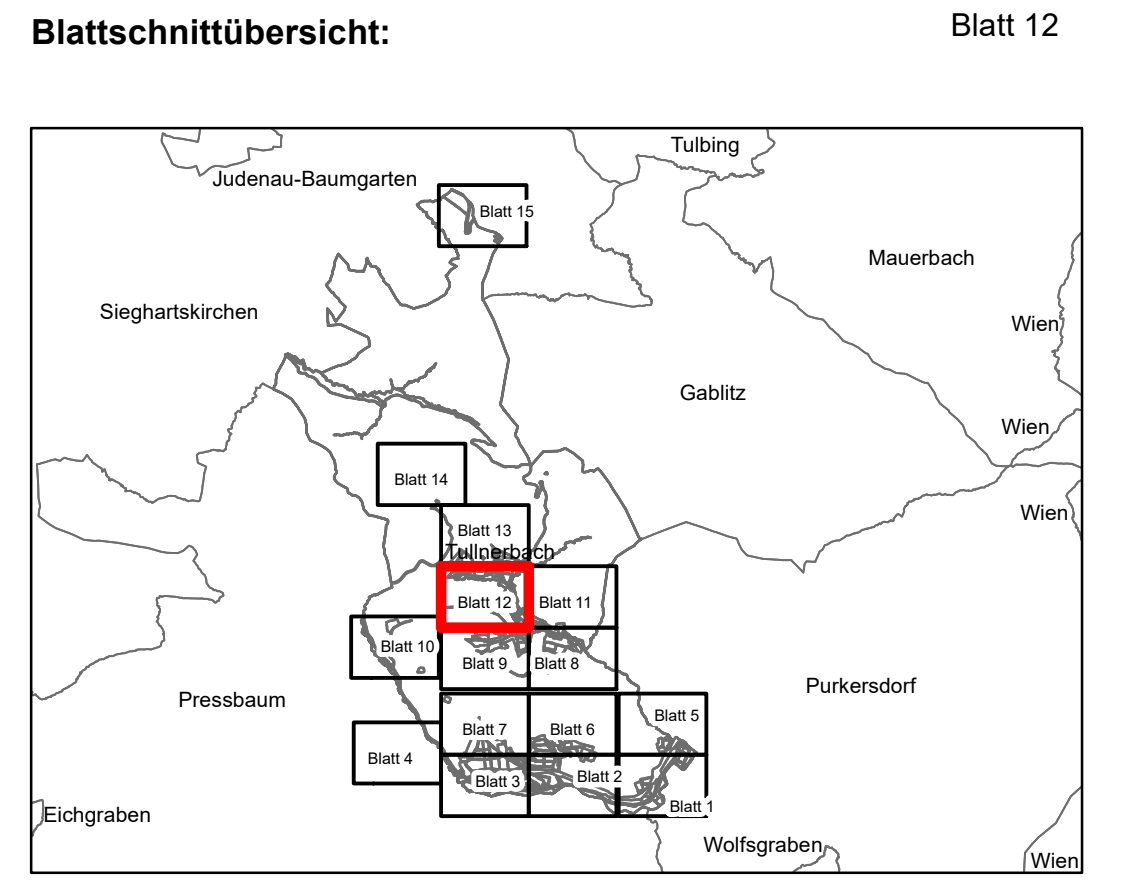 Blattschnittübersicht:
Blatt 12
Tulbing
Judenau-Baumgarten
Blatt 15
Mauerbach
Sieghartskirchen
Wien
Gablitz
Wien
Blatt 14
Wien
Blatt 13
Tullnerbach
Blatt 12
Blatt 11
Blatt 10
Blatt 9
Blatt 8
Purkersdorf
Pressbaum
Blatt 5
Blatt 7
Blatt 6
Blatt 4
Blatt 3
Blatt 2
Blatt 1
Eichgraben
Wolfsgraben
Wien